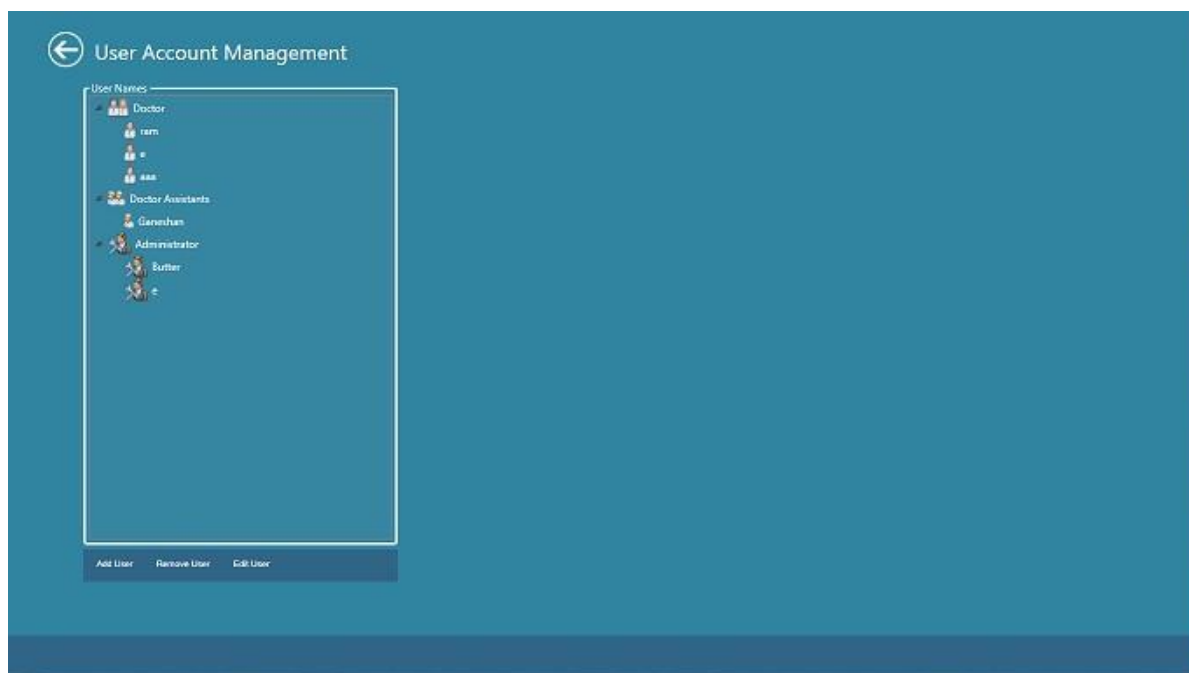 User Account Management
User Names
Doctor
ram
e
aaa
Doctor Assistants
Ganeshan
Administrator
Butter
e
Add User Remove User Edit User